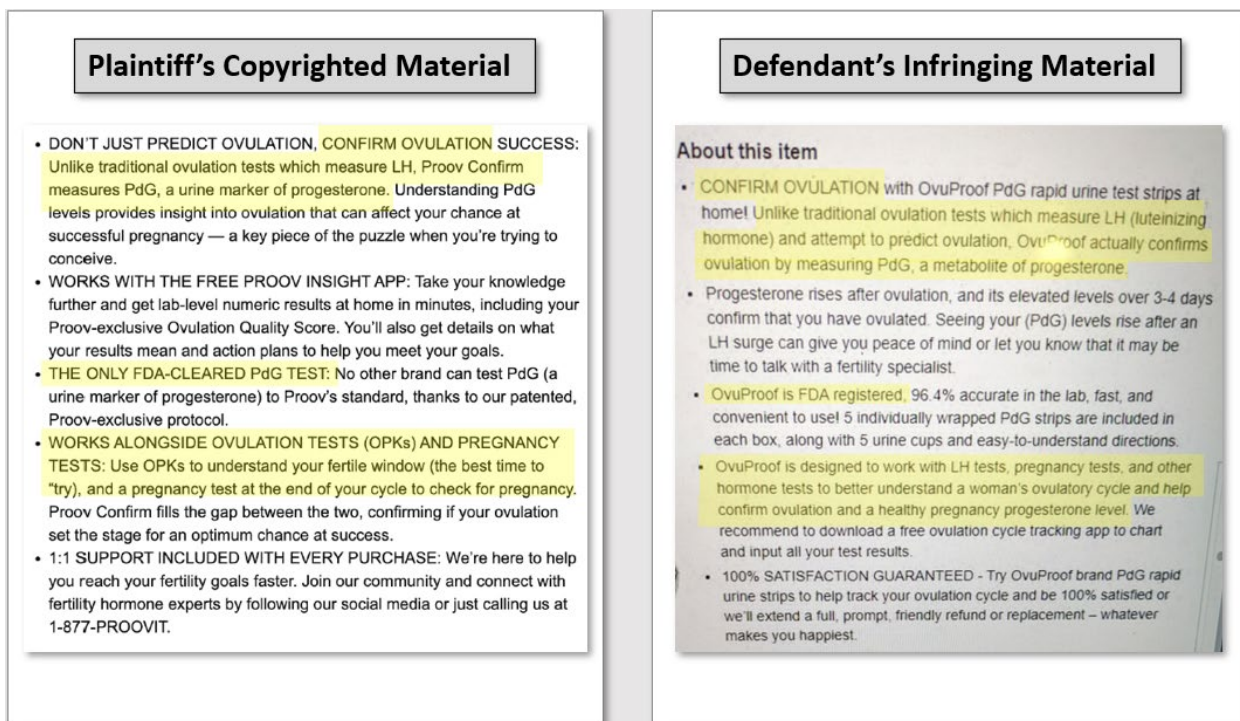 Plaintiff's Copyrighted Material
• DON'T JUST PREDICT OVULATION, CONFIRM OVULATION SUCCESS:
Unlike traditional ovulation tests which measure LH, Proov Confirm
measures PdG, a urine marker of progesterone. Understanding PdG
levels provides insight into ovulation that can affect your chance at
successful pregnancy — a key piece of the puzzle when you're trying to
conceive.
• WORKS WITH THE FREE PROOV INSIGHT APP: Take your knowledge
further and get lab-level numeric results at home in minutes, including your
Proov-exclusive Ovulation Quality Score. You'll also get details on what
your results mean and action plans to help you meet your goals.
• THE ONLY FDA-CLEARED PdG TEST: No other brand can test PdG (a
urine marker of progesterone) to Proov's standard, thanks to our patented,
Proov-exclusive protocol.
• WORKS ALONGSIDE OVULATION TESTS (OPKs) AND PREGNANCY
TESTS: Use OPKs to understand your fertile window (the best time to
"try), and a pregnancy test at the end of your cycle to check for pregnancy.
Proov Confirm fills the gap between the two, confirming if your ovulation
set the stage for an optimum chance at success.
• 1:1 SUPPORT INCLUDED WITH EVERY PURCHASE: We're here to help
you reach your fertility goals faster. Join our community and connect with
fertility hormone experts by following our social media or just calling us at
1-877-PROOVIT.
Defendant's Infringing Material
About this item
• CONFIRM OVULATION with OvuProof PdG rapid urine test strips at
home! Unlike traditional ovulation tests which measure LH (luteinizing
hormone) and attempt to predict ovulation, OvuProof actually confirms
ovulation by measuring PdG, a metabolite of progesterone.
• Progesterone rises after ovulation, and its elevated levels over 3-4 days
confirm that you have ovulated. Seeing your (PdG) levels rise after an
LH surge can give you peace of mind or let you know that it may be
time to talk with a fertility specialist.
• OvuProof is FDA registered, 96.4% accurate in the lab, fast, and
convenient to use! 5 individually wrapped PdG strips are included in
each box, along with 5 urine cups and easy-to-understand directions.
• OvuProof is designed to work with LH tests, pregnancy tests, and other
hormone tests to better understand a woman's ovulatory cycle and help
confirm ovulation and a healthy pregnancy progesterone level. We
recommend to download a free ovulation cycle tracking app to chart
and input all your test results.
• 100% SATISFACTION GUARANTEED - Try OvuProof brand PdG rapid
urine strips to help track your ovulation cycle and be 100% satisfied or
we'll extend a full, prompt, friendly refund or replacement – whatever
makes you happiest.